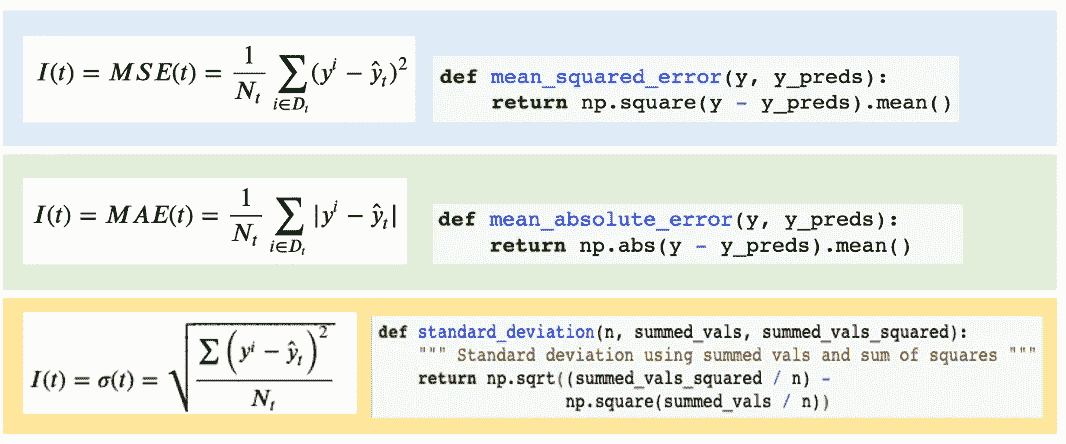 I(t) = MSE(t) = \frac{1}{N_t} \sum_{i \in D_t} (y^i - \hat{y}_t)^2
def mean_squared_error(y, y_preds):
    return np.square(y - y_preds).mean()
I(t) = MAE(t) = \frac{1}{N_t} \sum_{i \in D_t} |y^i - \hat{y}_t|
def mean_absolute_error(y, y_preds):
    return np.abs(y - y_preds).mean()
I(t) = σ(t) = \sqrt{\frac{\sum (y^i - \hat{y}_t)^2}{N_t}}
def standard_deviation(n, summed_vals, summed_vals_squared):
    """ Standard deviation using summed vals and sum of squares """
    return np.sqrt((summed_vals_squared / n) -
                   np.square(summed_vals / n))